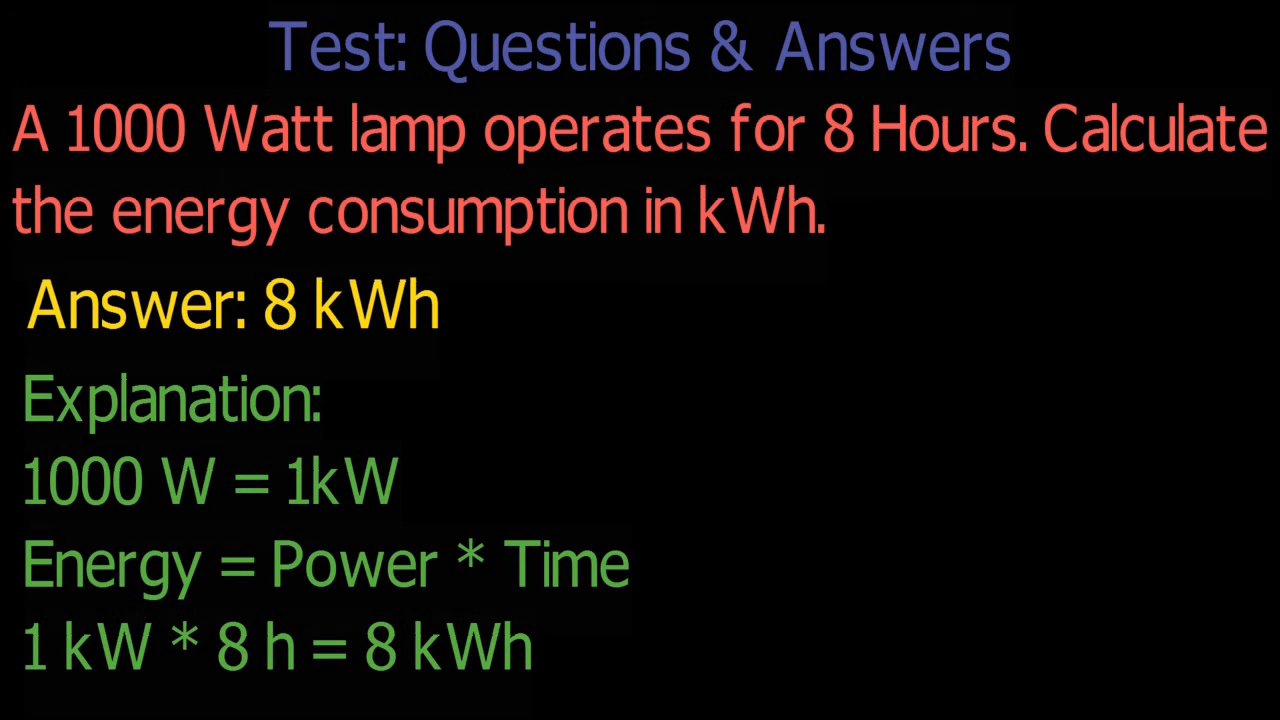 Test: Questions & Answers
A 1000 Watt lamp operates for 8 Hours. Calculate
the energy consumption in kWh.
Answer: 8 kWh
Explanation:
1000 W = 1kW
Energy = Power * Time
1 kW * 8 h = 8 kWh